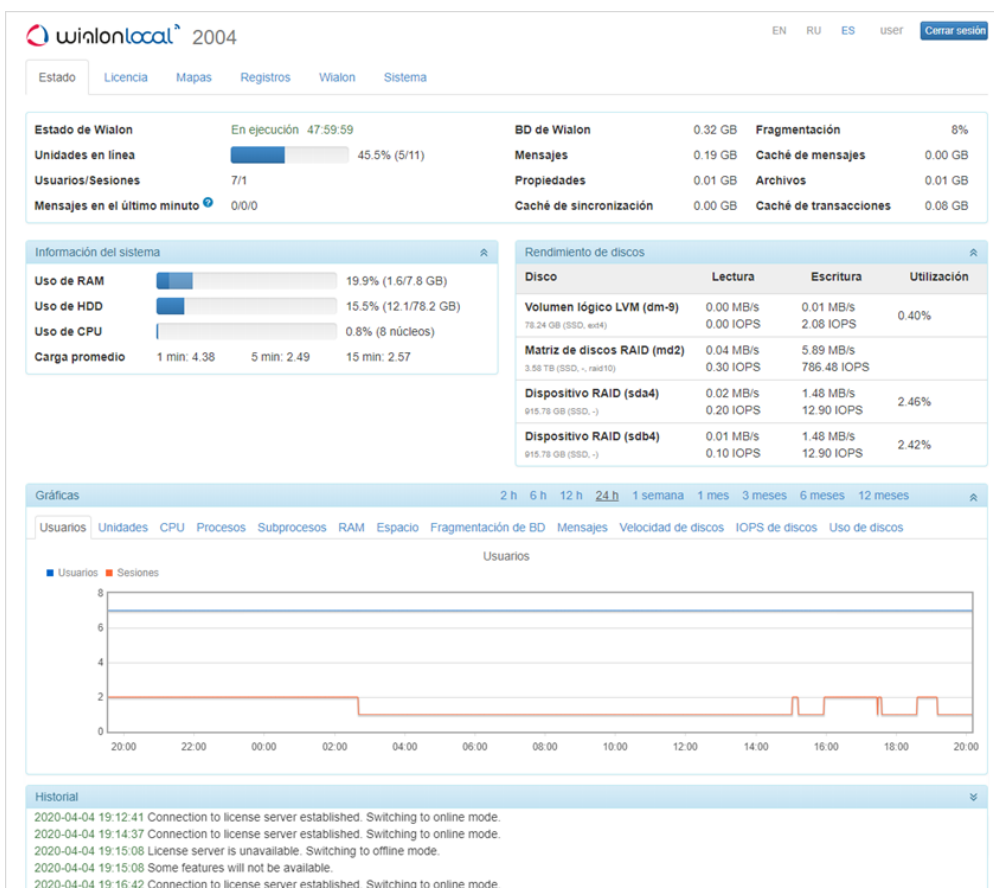 wialonlocal 2004 EN RU ES user Cerrar sesión
Estado Licencia Mapas Registros Wialon Sistema
Estado de Wialon En ejecución 47:59:59 BD de Wialon 0.32 GB Fragmentación 8%
Unidades en línea 45.5% (5/11) Mensajes 0.19 GB Caché de mensajes 0.00 GB
Usuarios/Sesiones 7/1 Propiedades 0.01 GB Archivos 0.01 GB
Mensajes en el último minuto ? 0/0/0 Caché de sincronización 0.00 GB Caché de transacciones 0.08 GB
Información del sistema
Uso de RAM 19.9% (1.6/7.8 GB)
Uso de HDD 15.5% (12.1/78.2 GB)
Uso de CPU 0.8% (8 núcleos)
Carga promedio 1 min: 4.38 5 min: 2.49 15 min: 2.57
Rendimiento de discos
Disco Lectura Escritura Utilización
Volumen lógico LVM (dm-9) 0.00 MB/s 0.01 MB/s 0.40%
78.24 GB (SSD, ext4) 0.00 IOPS 2.08 IOPS
Matriz de discos RAID (md2) 0.04 MB/s 5.89 MB/s
3.58 TB (SSD, -, raid10) 0.30 IOPS 786.48 IOPS
Dispositivo RAID (sda4) 0.02 MB/s 1.48 MB/s 2.46%
915.78 GB (SSD, -) 0.20 IOPS 12.90 IOPS
Dispositivo RAID (sdb4) 0.01 MB/s 1.48 MB/s 2.42%
915.78 GB (SSD, -) 0.10 IOPS 12.90 IOPS
Gráficas 2 h 6 h 12 h 24 h 1 semana 1 mes 3 meses 6 meses 12 meses
Usuarios Unidades CPU Procesos Subprocesos RAM Espacio Fragmentación de BD Mensajes Velocidad de discos IOPS de discos Uso de discos
Usuarios
Usuarios Sesiones
8
6
4
2
0
20:00 22:00 00:00 02:00 04:00 06:00 08:00 10:00 12:00 14:00 16:00 18:00 20:00
Historial
2020-04-04 19:12:41 Connection to license server established. Switching to online mode.
2020-04-04 19:14:37 Connection to license server established. Switching to online mode.
2020-04-04 19:15:08 License server is unavailable. Switching to offline mode.
2020-04-04 19:15:08 Some features will not be available.
2020-04-04 19:16:42 Connection to license server established. Switching to online mode.